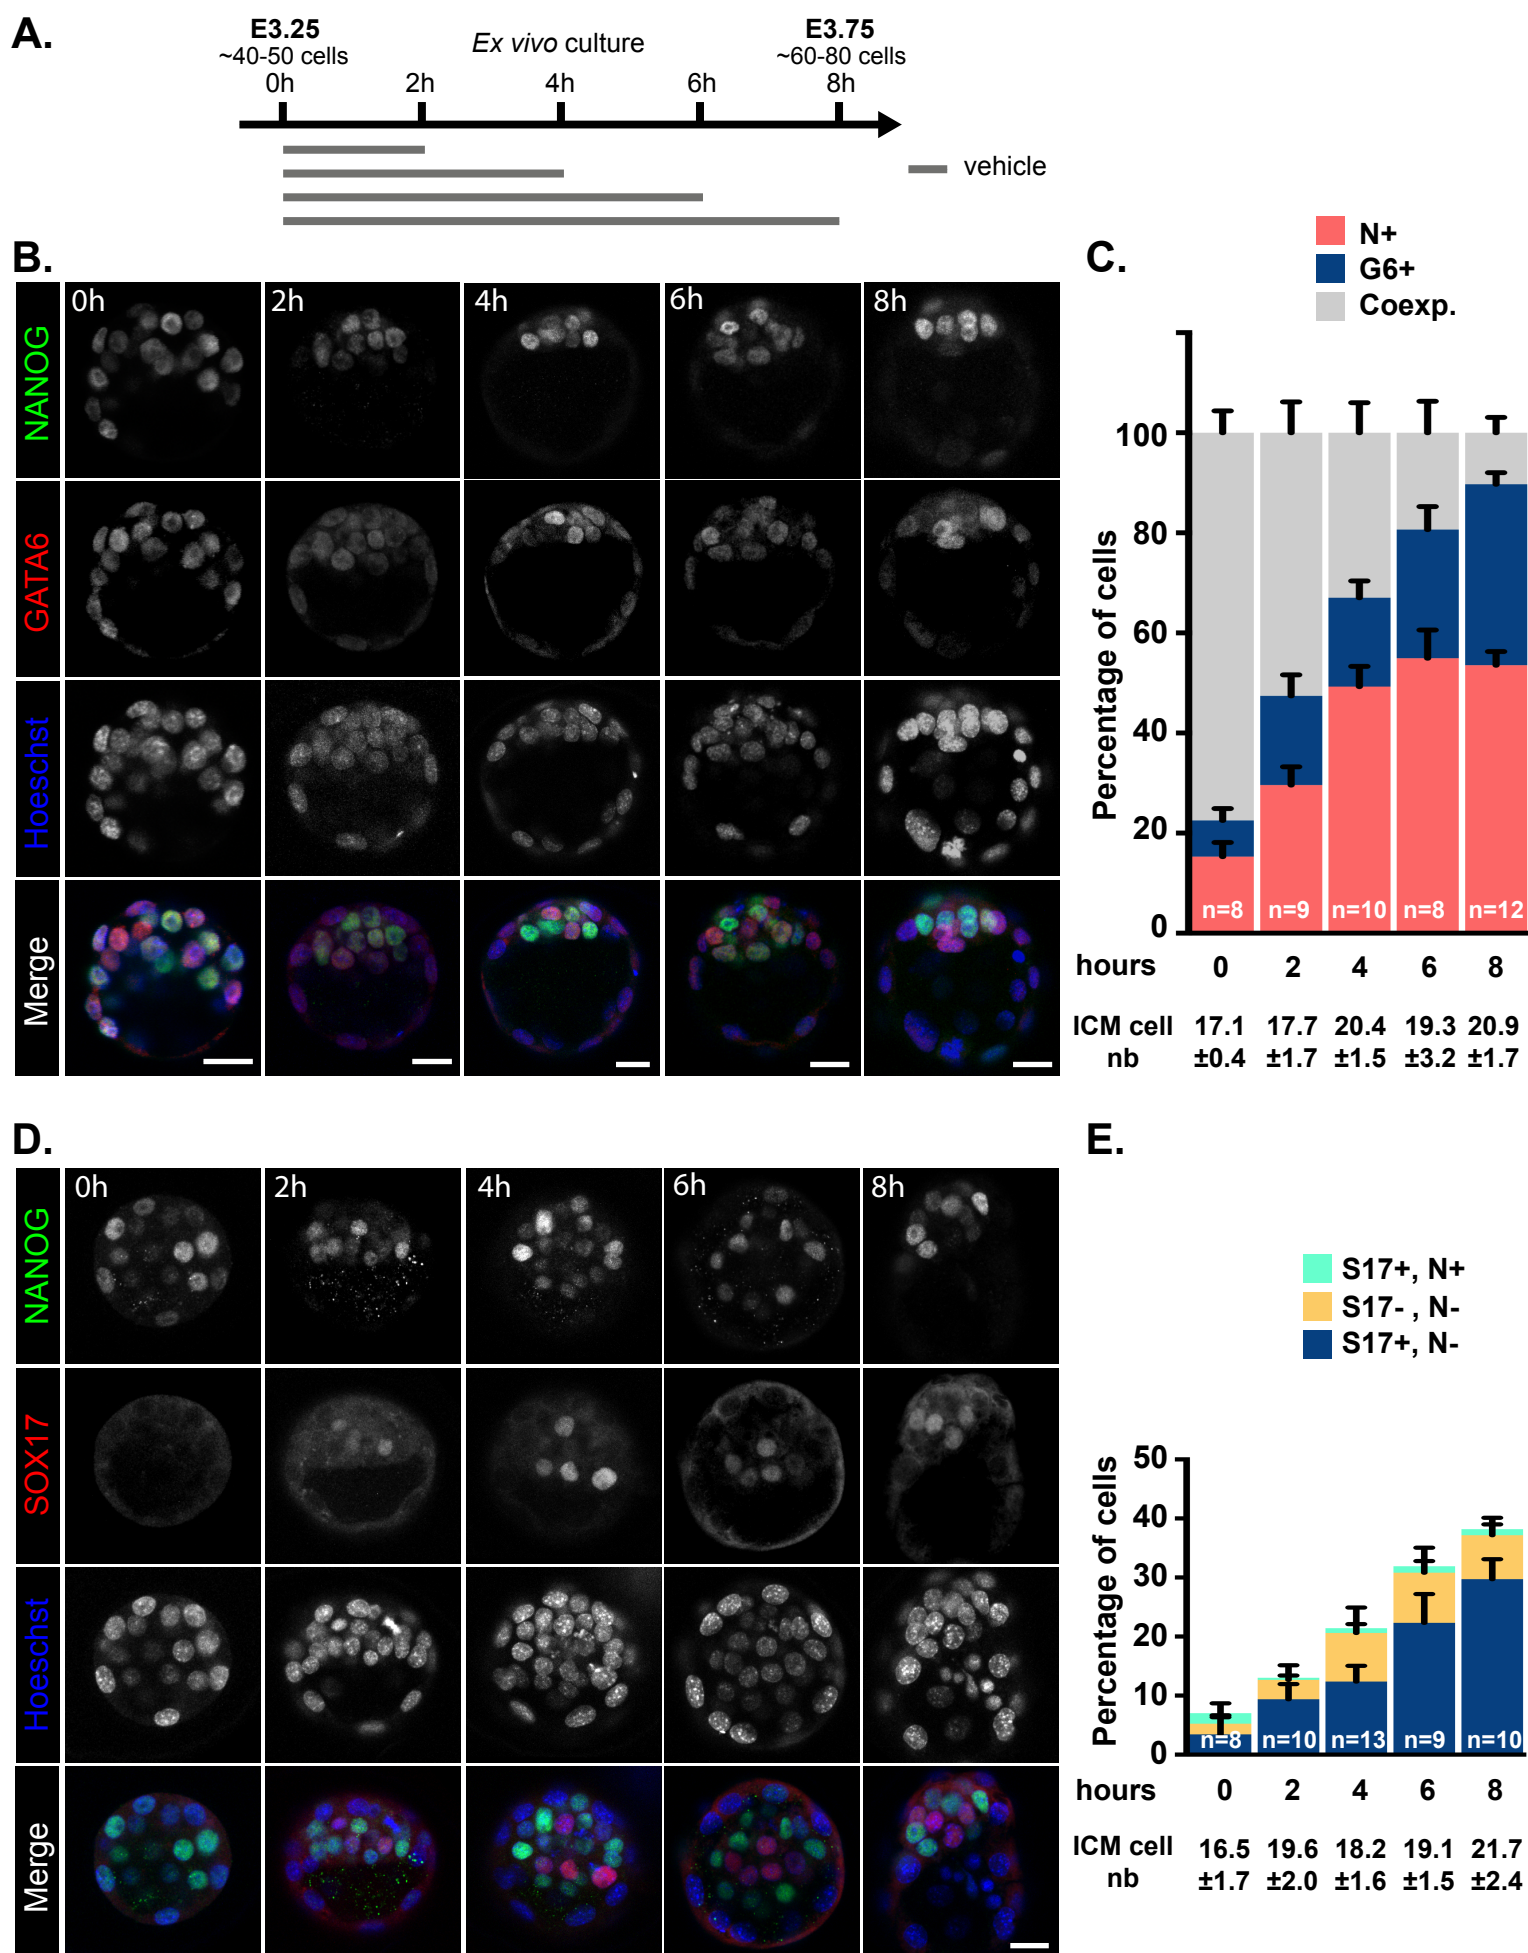 A.
E3.25
~40-50 cells
Ex vivo culture
E3.75
~60-80 cells
0h 2h 4h 6h 8h
vehicle
B.
0h 2h 4h 6h 8h
NANOG
GATA6
Hoeschst
Merge
C.
N+
G6+
Coexp.
Percentage of cells
100
80
60
40
20
0
n=8 n=9 n=10 n=8 n=12
hours 0 2 4 6 8
ICM cell 17.1 17.7 20.4 19.3 20.9
nb ±0.4 ±1.7 ±1.5 ±3.2 ±1.7
D.
0h 2h 4h 6h 8h
NANOG
SOX17
Hoeschst
Merge
E.
S17+, N+
S17- , N-
S17+, N-
Percentage of cells
50
40
30
20
10
0
n=8 n=10 n=13 n=9 n=10
hours 0 2 4 6 8
ICM cell 16.5 19.6 18.2 19.1 21.7
nb ±1.7 ±2.0 ±1.6 ±1.5 ±2.4